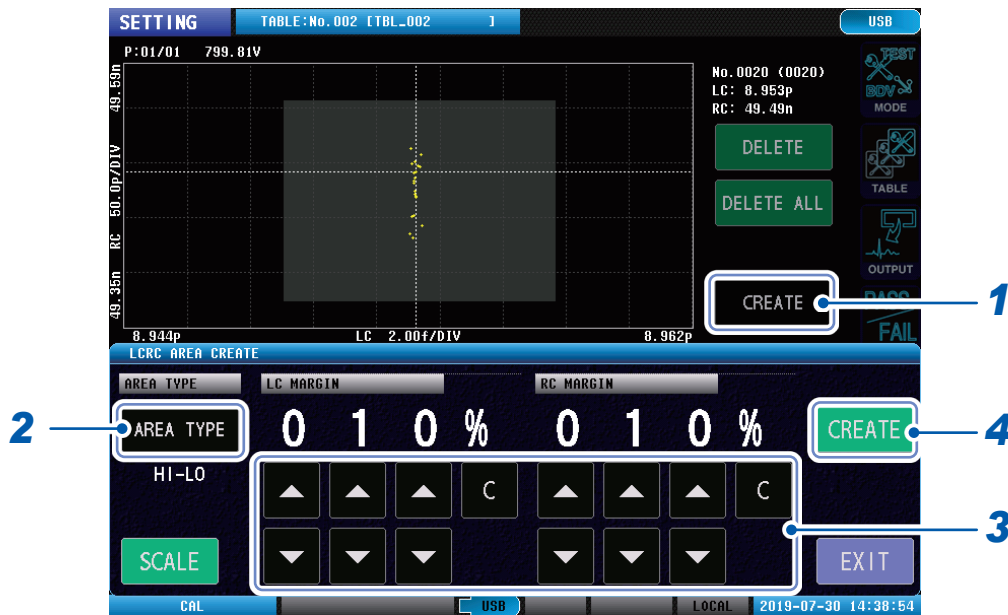 SETTING
TABLE:No.002 [TBL_002 ]
USB
P:01/01 799.81V
49.59n
50.0p/DIV
RC
49.35n
8.944p
LC 2.00f/DIV
8.962p
No.0020 (0020)
LC: 8.953p
RC: 49.49n
DELETE
DELETE ALL
CREATE
1
TEST
BDV
MODE
TABLE
OUTPUT
PASS
FAIL
LCRC AREA CREATE
AREA TYPE
LC MARGIN
RC MARGIN
2
AREA TYPE
0 1 0 %
0 1 0 %
CREATE
4
HI-LO
C
C
3
SCALE
EXIT
CAL
USB
LOCAL
2019-07-30 14:38:54